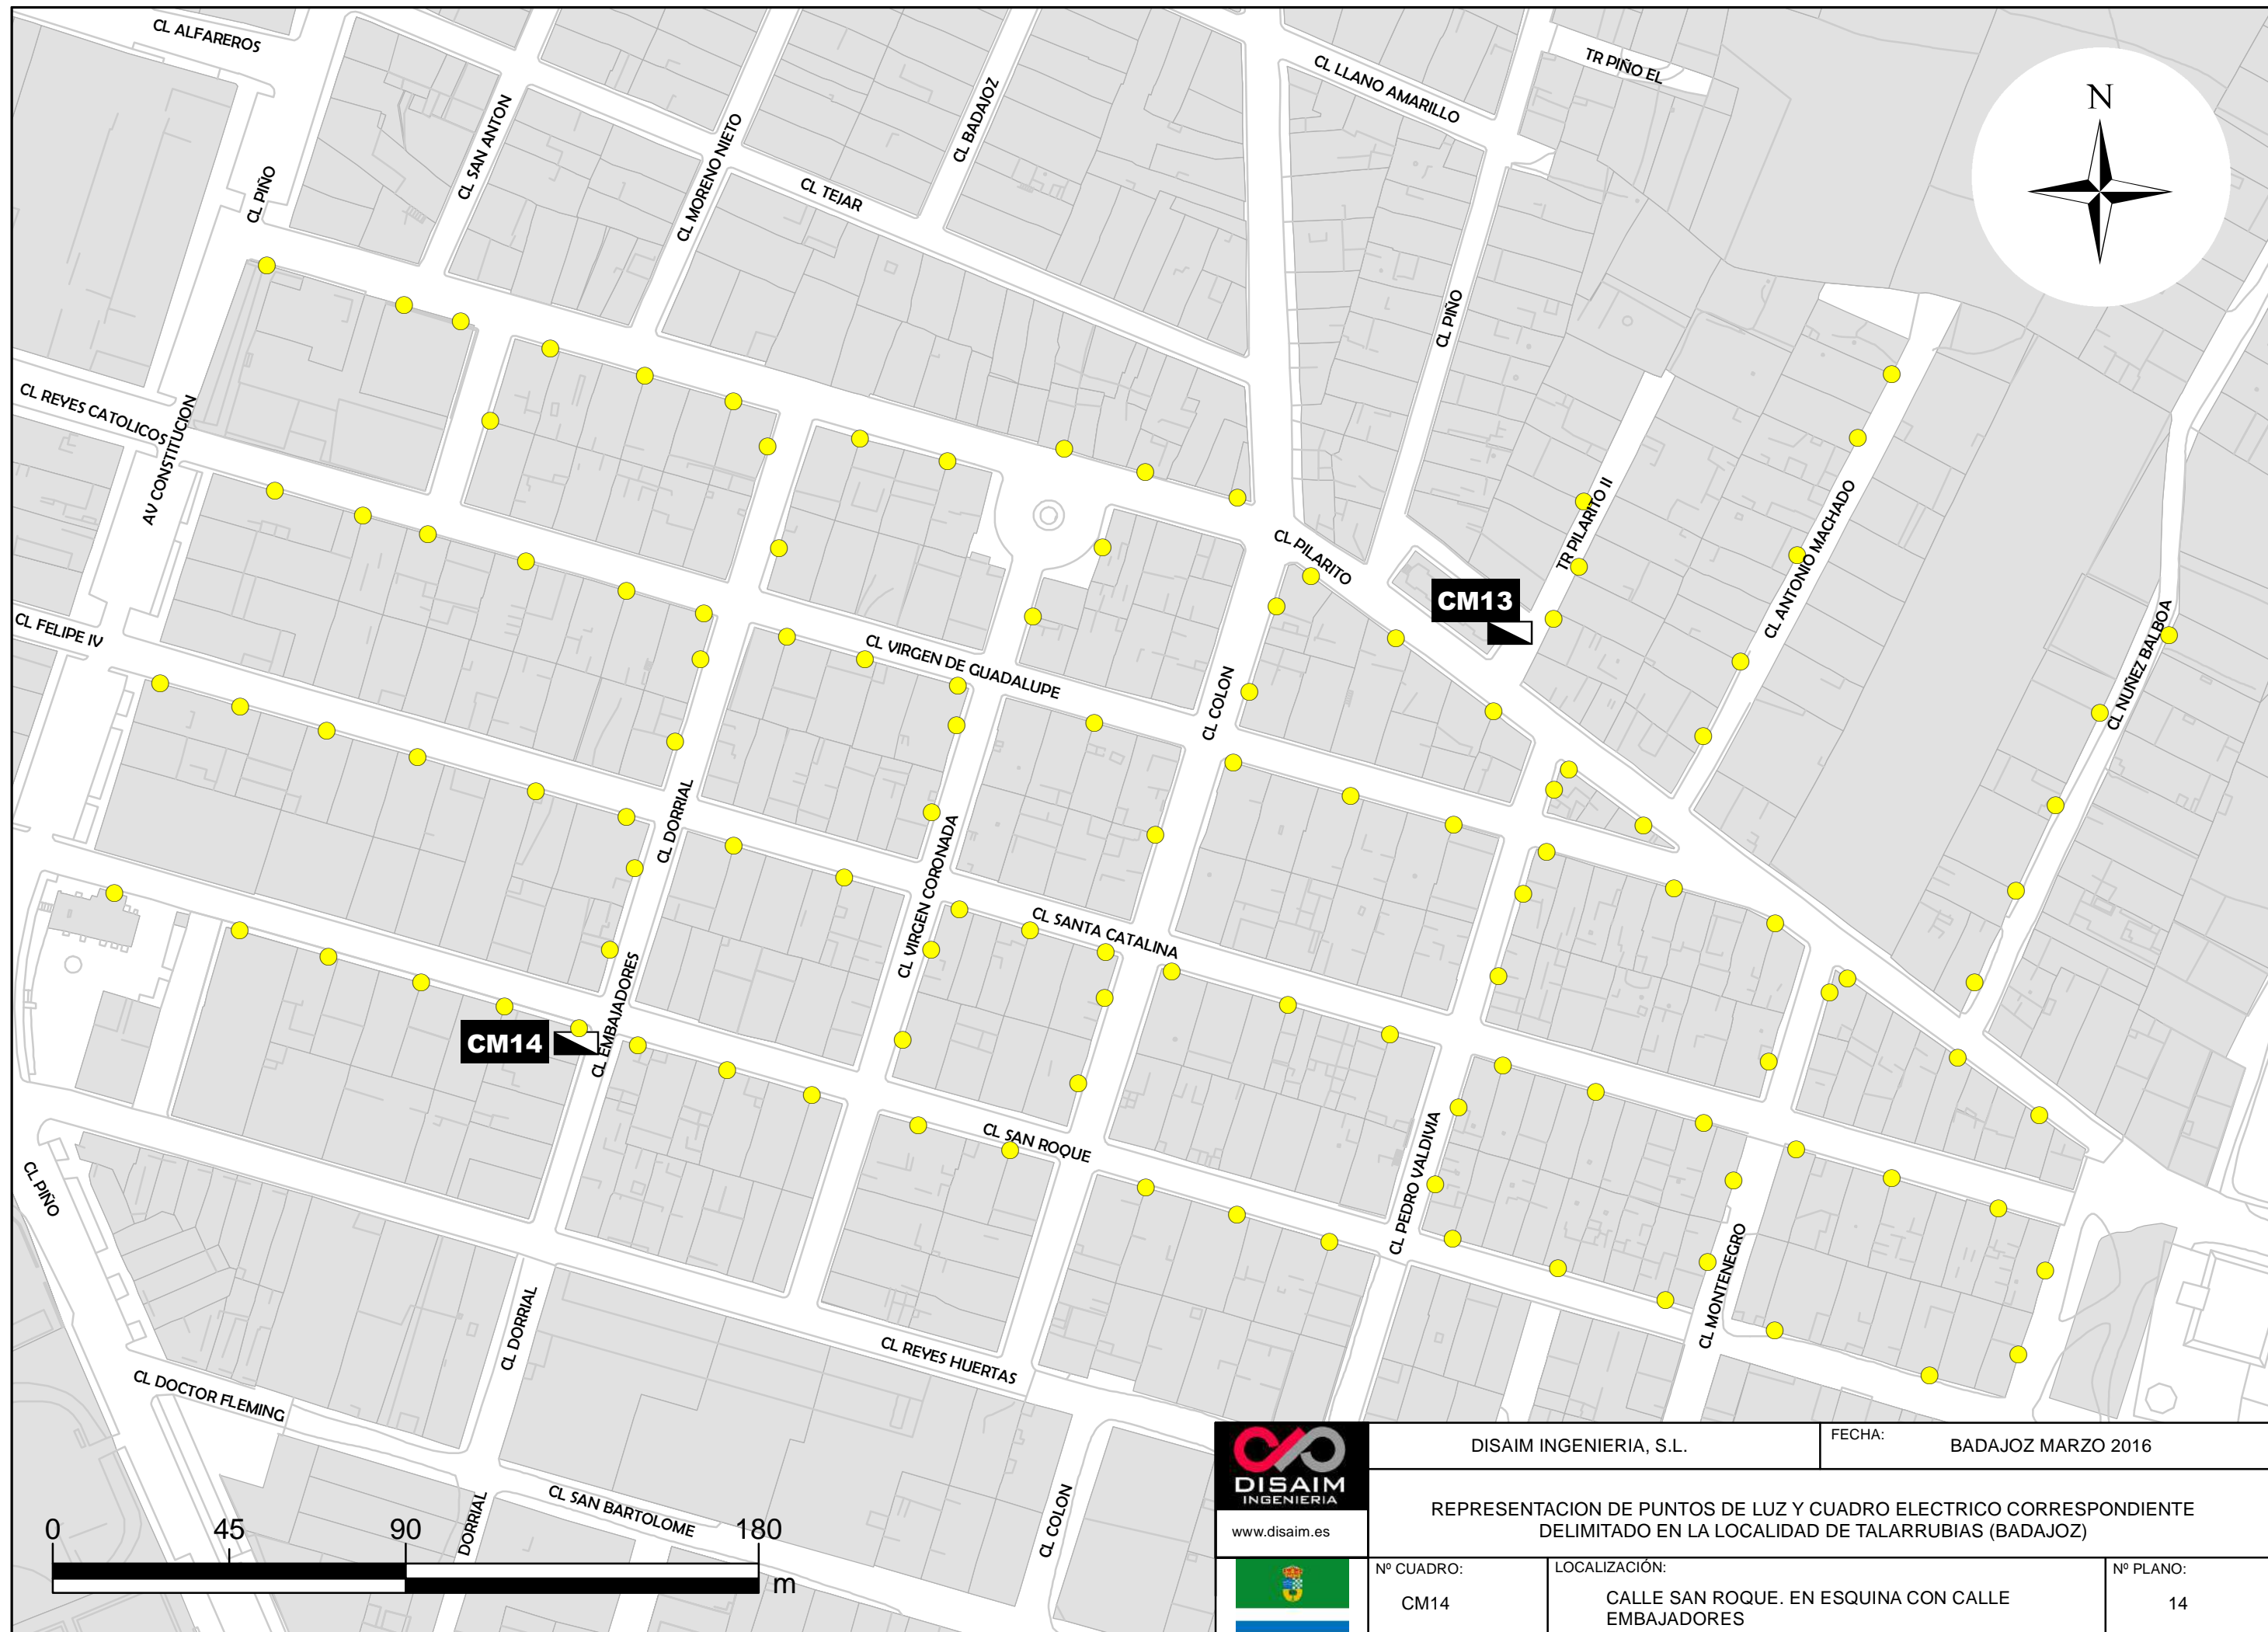 CL ALFAREROS
CL PIÑO
CL SAN ANTON
CL MORENO NIETO
CL TEJAR
CL BADAJOZ
CL LLANO AMARILLO
TR PIÑO EL
N
CL PIÑO
CL REYES CATOLICOS
AV CONSTITUCION
CL FELIPE IV
CL PILARITO
CM13
TR PILARITO II
CL ANTONIO MACHADO
CL NUÑEZ BALBOA
CL VIRGEN DE GUADALUPE
CL COLON
CL DORRIAL
CL VIRGEN CORONADA
CL SANTA CATALINA
CM14
CL EMBAJADORES
CL SAN ROQUE
CL PEDRO VALDIVIA
CL MONTENEGRO
CL PIÑO
CL DORRIAL
CL REYES HUERTAS
CL DOCTOR FLEMING
CL SAN BARTOLOME
DORRIAL
CL COLON
0 45 90 180
m
DISAIM
INGENIERIA
www.disaim.es
DISAIM INGENIERIA, S.L.
FECHA:
BADAJOZ MARZO 2016
REPRESENTACION DE PUNTOS DE LUZ Y CUADRO ELECTRICO CORRESPONDIENTE
DELIMITADO EN LA LOCALIDAD DE TALARRUBIAS (BADAJOZ)
Nº CUADRO:
CM14
LOCALIZACIÓN:
CALLE SAN ROQUE. EN ESQUINA CON CALLE
EMBAJADORES
Nº PLANO:
14